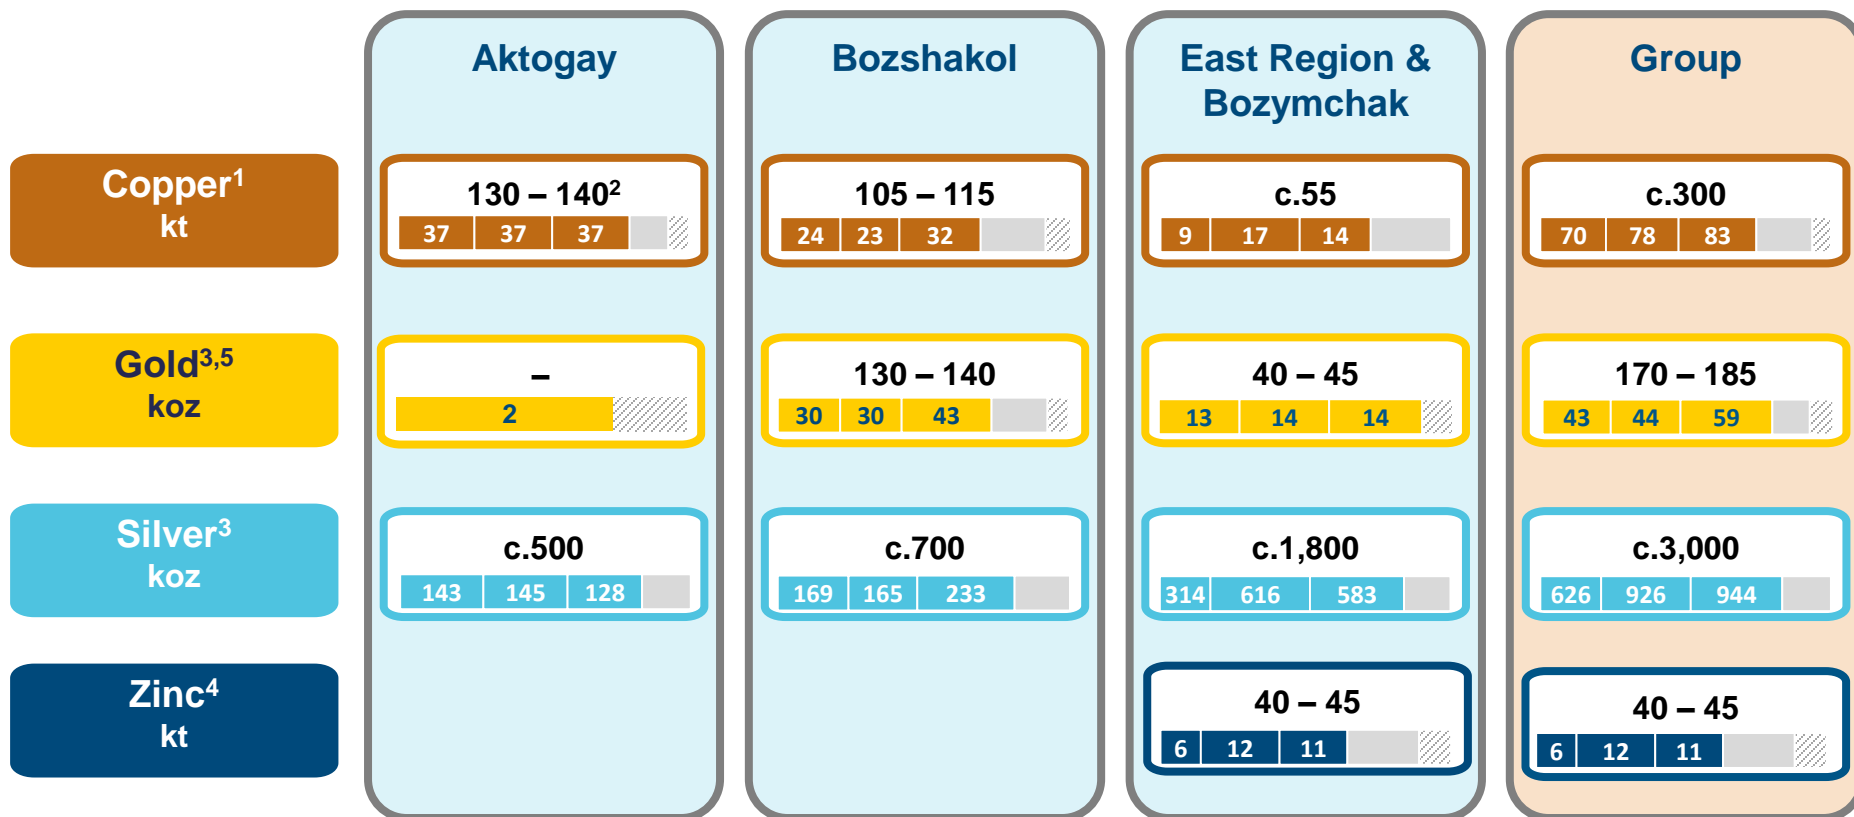 Aktogay
Bozshakol
East Region &
Bozymchak
Group
Copper1
kt
130 – 1402
37 37 37
105 – 115
24 23 32
c.55
9 17 14
c.300
70 78 83
Gold3,5
koz
–
2
130 – 140
30 30 43
40 – 45
13 14 14
170 – 185
43 44 59
Silver3
koz
c.500
143 145 128
c.700
169 165 233
c.1,800
314 616 583
c.3,000
626 926 944
Zinc4
kt
40 – 45
6 12 11
40 – 45
6 12 11